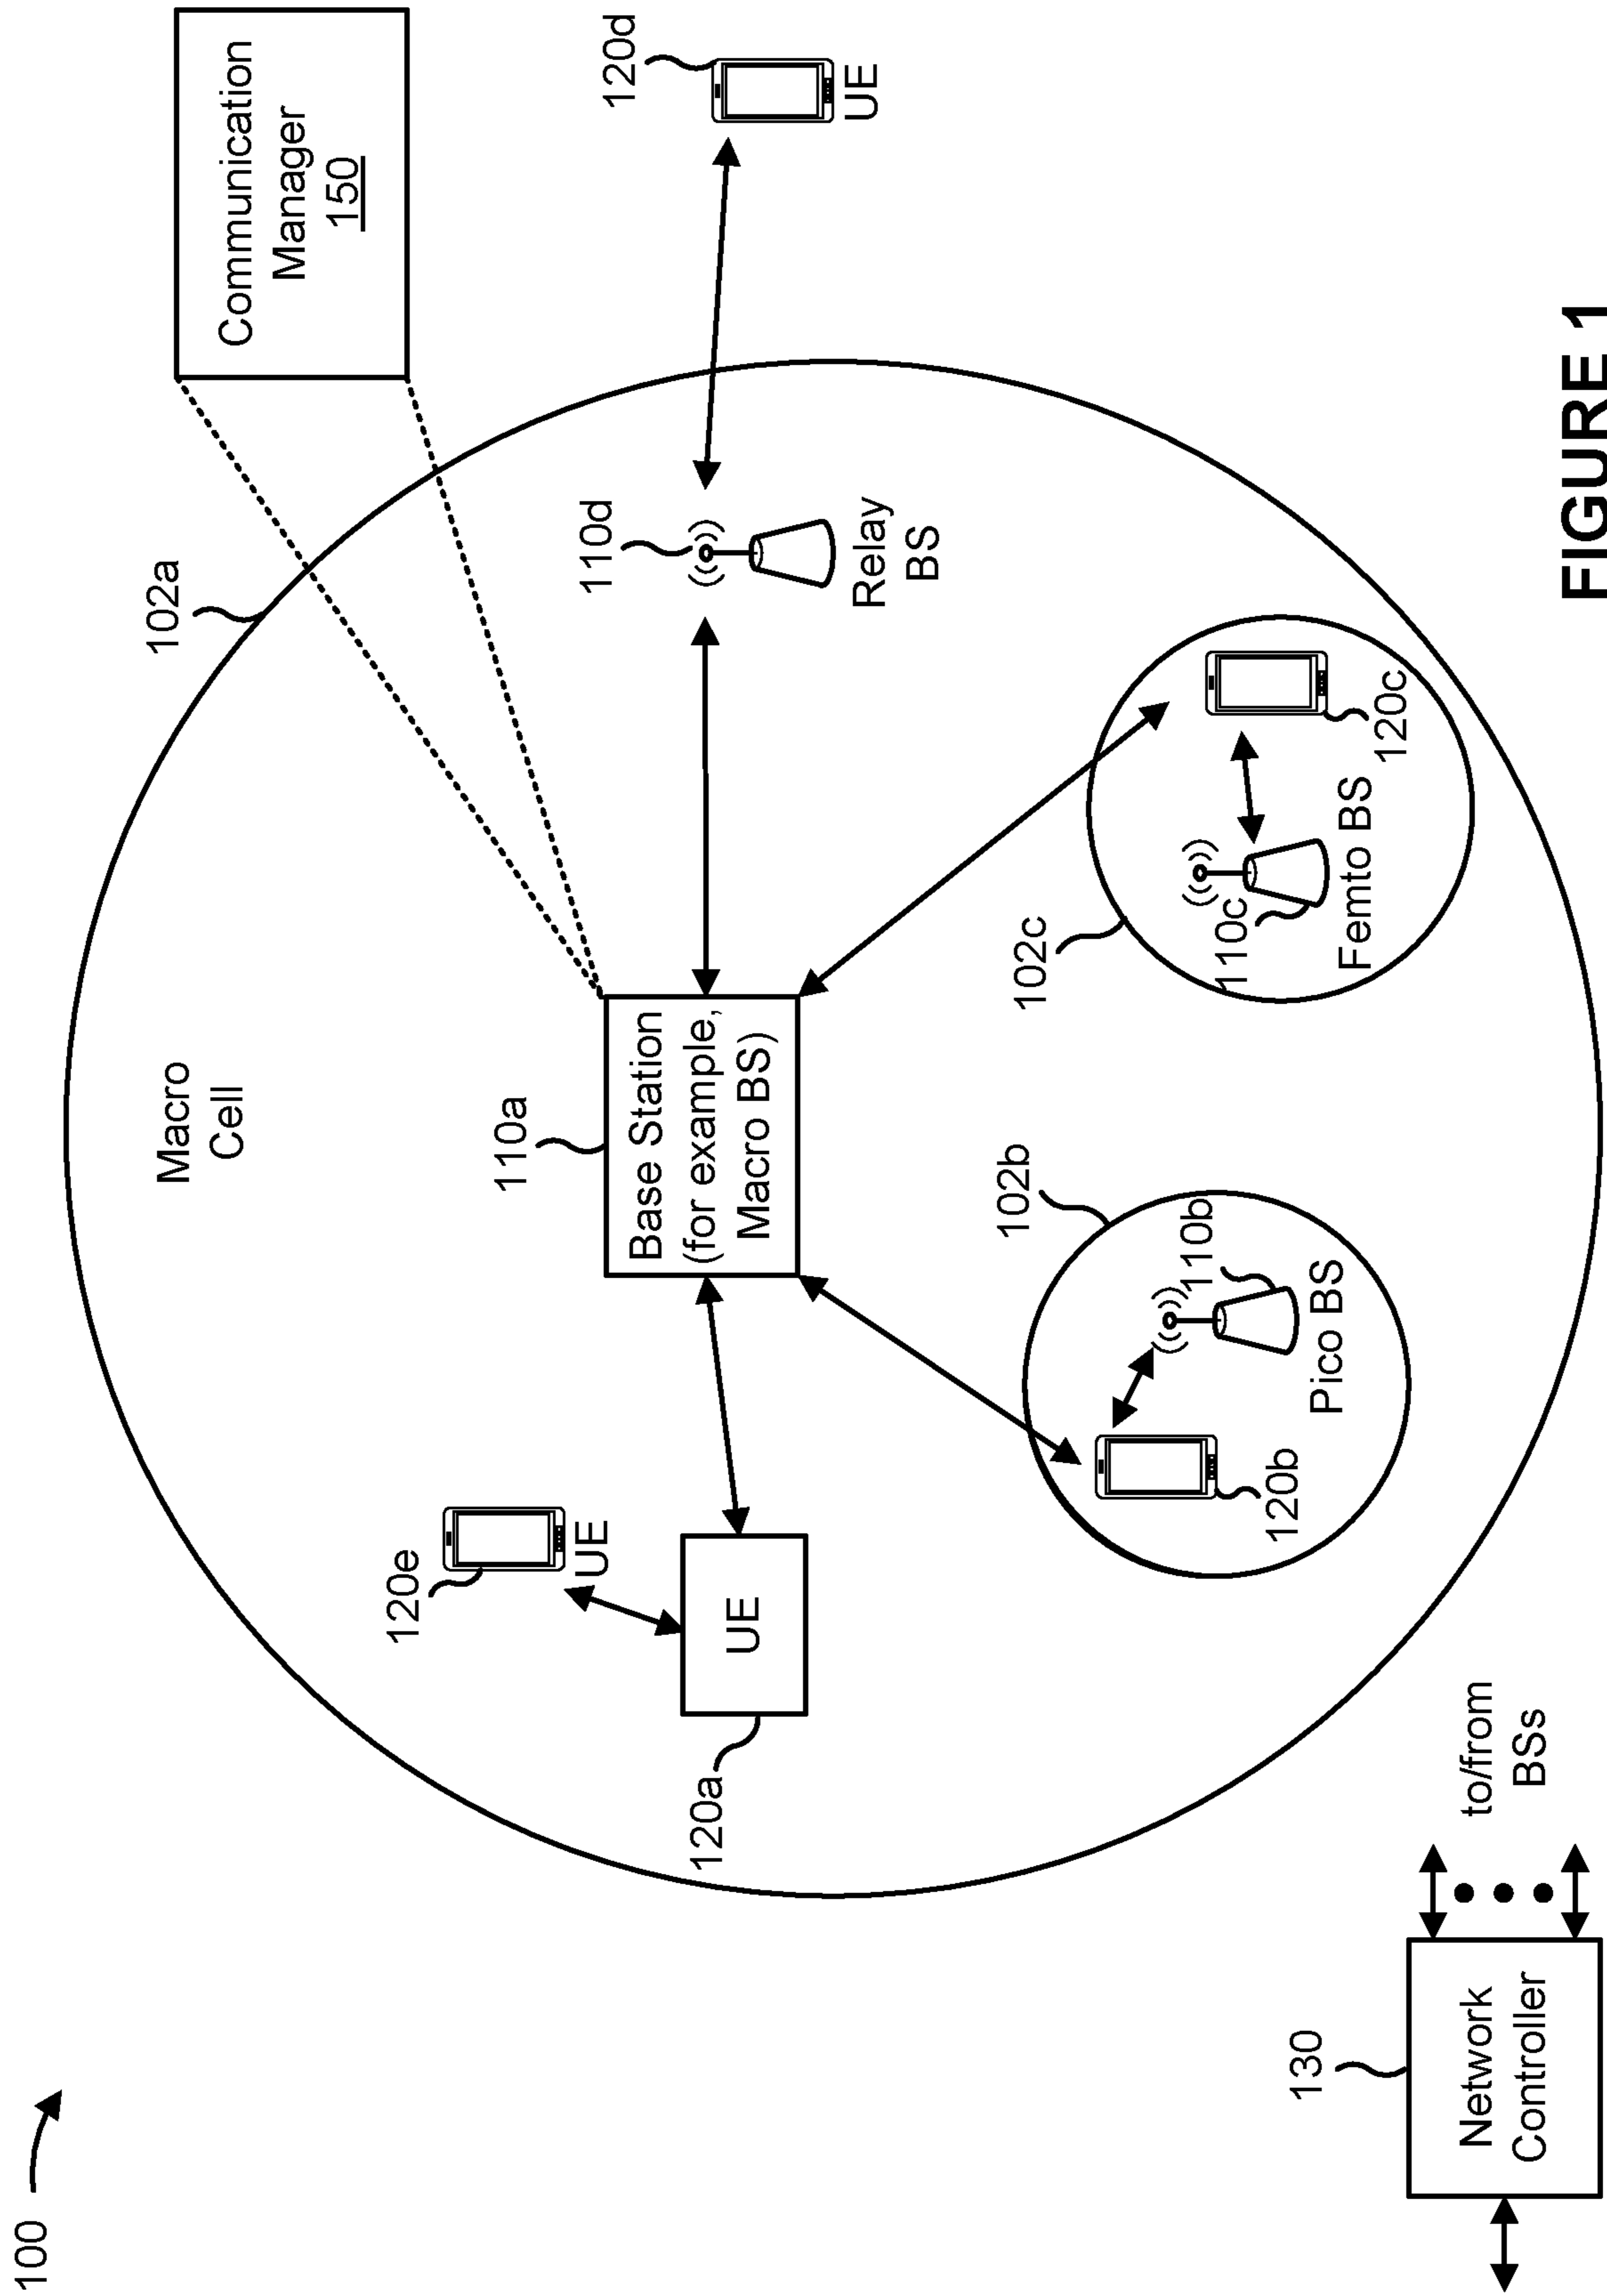 100
Communication
Manager
150
102a
Macro
Cell
120d
UE
110d
Relay
BS
110a
Base Station
(for example,
Macro BS)
120e
UE
UE
120a
102b
110b
Pico BS
120b
102c
110c
Femto BS
120c
130
Network
Controller
to/from
BSs
FIGURE 1